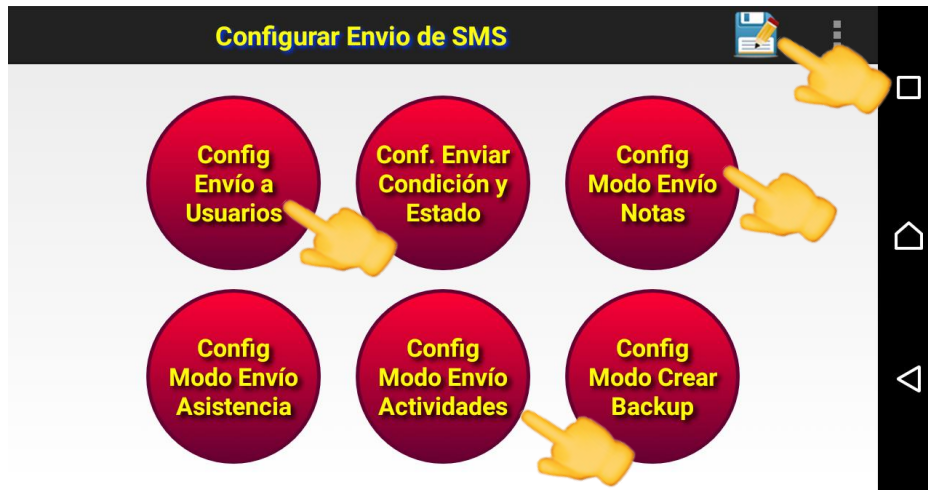 Configurar Envio de SMS
Config
Envío a
Usuarios
Conf. Enviar
Condición y
Estado
Config
Modo Envío
Notas
Config
Modo Envío
Asistencia
Config
Modo Envío
Actividades
Config
Modo Crear
Backup